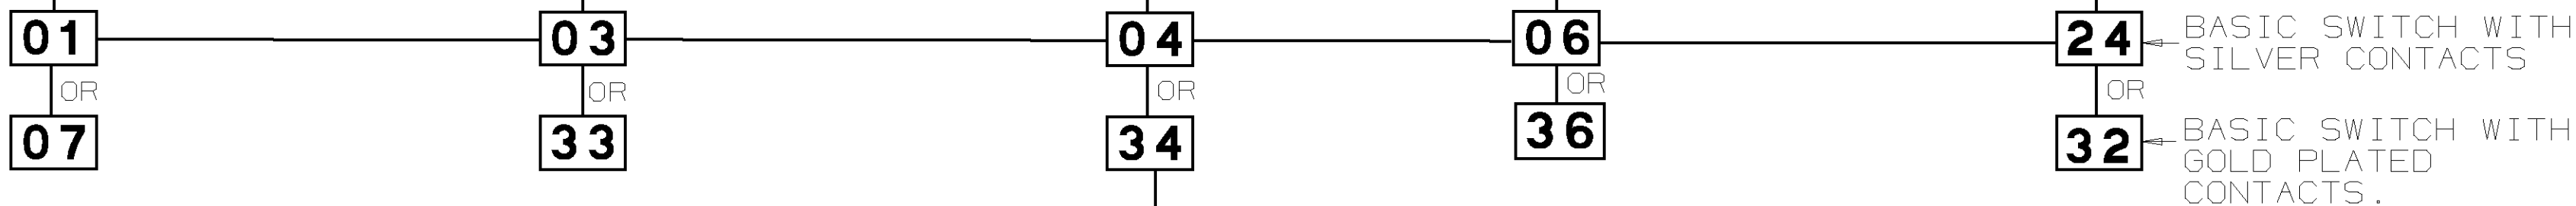 01 03 04 06 24 BASIC SWITCH WITH
SILVER CONTACTS
OR OR OR OR OR
07 33 34 36 32 BASIC SWITCH WITH
GOLD PLATED
CONTACTS.